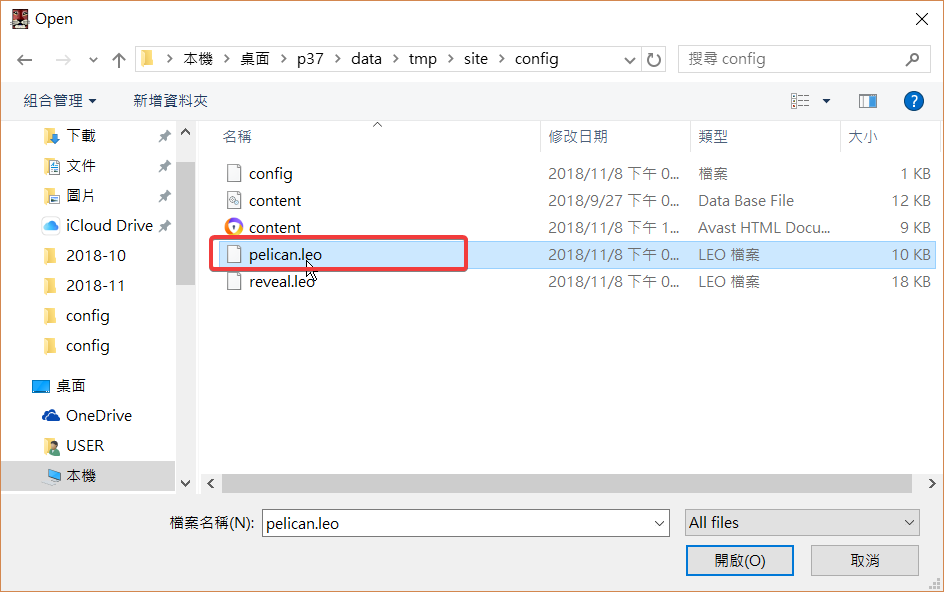 Open
本機 › 桌面 › p37 › data › tmp › site › config
搜尋 config
組合管理 新增資料夾
?
名稱 修改日期 類型 大小
下載
文件
圖片
iCloud Drive
2018-10
2018-11
config
config
桌面
OneDrive
USER
本機
config 2018/11/8 下午 0... 檔案 1 KB
content 2018/9/27 下午 0... Data Base File 12 KB
content 2018/11/8 下午 1... Avast HTML Docu... 9 KB
pelican.leo 2018/11/8 下午 0... LEO 檔案 10 KB
reveal.leo 2018/11/8 下午 0... LEO 檔案 18 KB
檔案名稱(N): pelican.leo All files
開啟(O) 取消